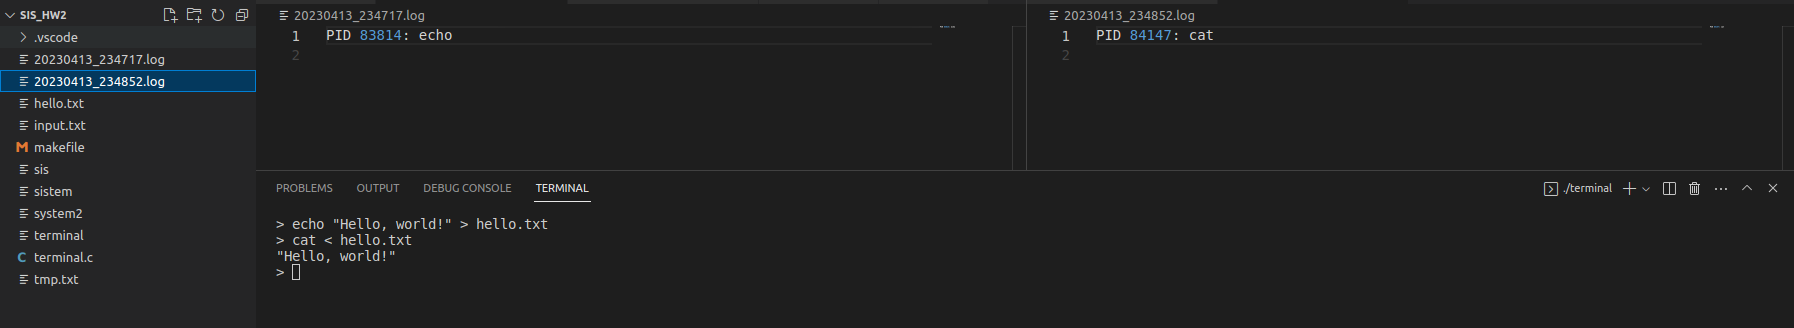 SIS_HW2
.vscode
20230413_234717.log
20230413_234852.log
hello.txt
input.txt
makefile
sis
sistem
system2
terminal
terminal.c
tmp.txt
20230413_234717.log
1 PID 83814: echo
2
20230413_234852.log
1 PID 84147: cat
2
PROBLEMS OUTPUT DEBUG CONSOLE TERMINAL
./terminal
> echo "Hello, world!" > hello.txt
> cat < hello.txt
"Hello, world!"
>